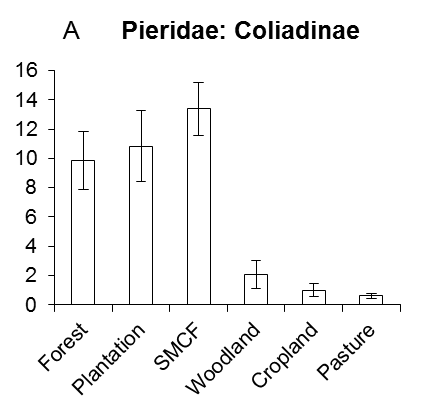 A Pieridae: Coliadinae
16
14
12
10
8
6
4
2
0
Forest
Plantation
SMCF
Woodland
Cropland
Pasture